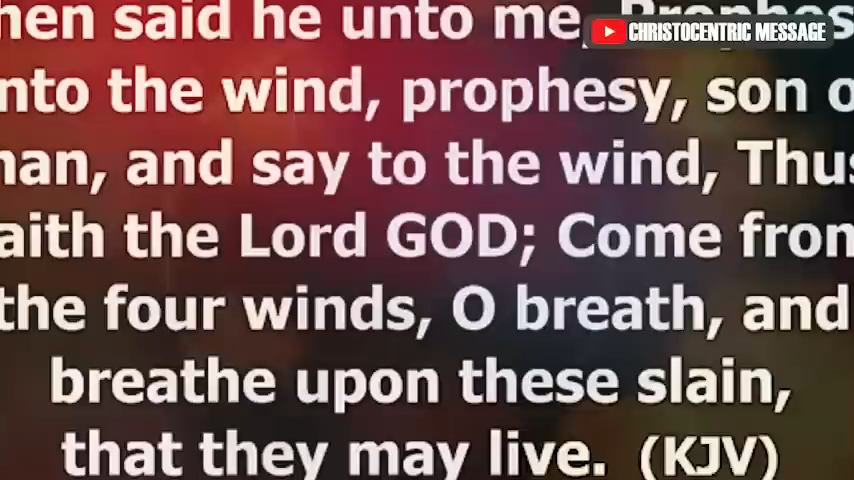 hen said he unto me, Prophes
CHRISTOCENTRIC MESSAGE
nto the wind, prophesy, son o
nan, and say to the wind, Thus
aith the Lord GOD; Come from
the four winds, O breath, and
breathe upon these slain,
that they may live. (KJV)